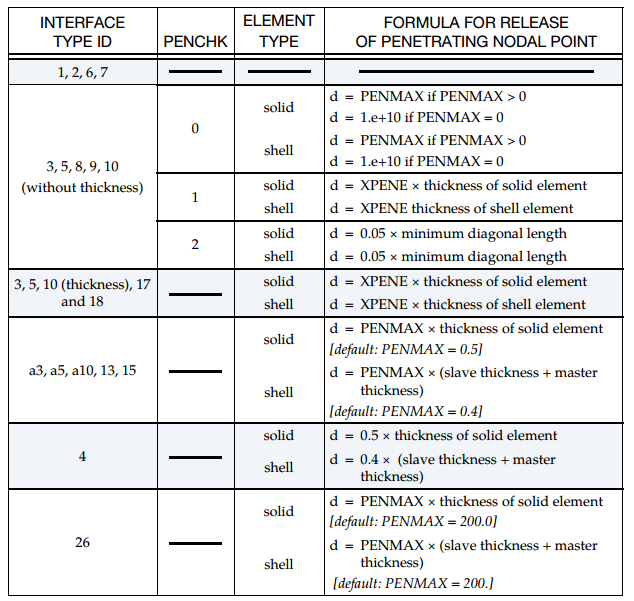 INTERFACE
TYPE ID
PENCHK
ELEMENT
TYPE
FORMULA FOR RELEASE
OF PENETRATING NODAL POINT
1, 2, 6, 7
3, 5, 8, 9, 10
(without thickness)
0
solid
d = PENMAX if PENMAX > 0
d = 1.e+10 if PENMAX = 0
shell
d = PENMAX if PENMAX > 0
d = 1.e+10 if PENMAX = 0
1
solid
d = XPENE × thickness of solid element
shell
d = XPENE thickness of shell element
2
solid
d = 0.05 × minimum diagonal length
shell
d = 0.05 × minimum diagonal length
3, 5, 10 (thickness), 17
and 18
solid
d = XPENE × thickness of solid element
shell
d = XPENE × thickness of shell element
a3, a5, a10, 13, 15
solid
d = PENMAX × thickness of solid element
[default: PENMAX = 0.5]
shell
d = PENMAX × (slave thickness + master
thickness)
[default: PENMAX = 0.4]
4
solid
d = 0.5 × thickness of solid element
shell
d = 0.4 × (slave thickness + master
thickness)
26
solid
d = PENMAX × thickness of solid element
[default: PENMAX = 200.0]
shell
d = PENMAX × (slave thickness + master
thickness)
[default: PENMAX = 200.]